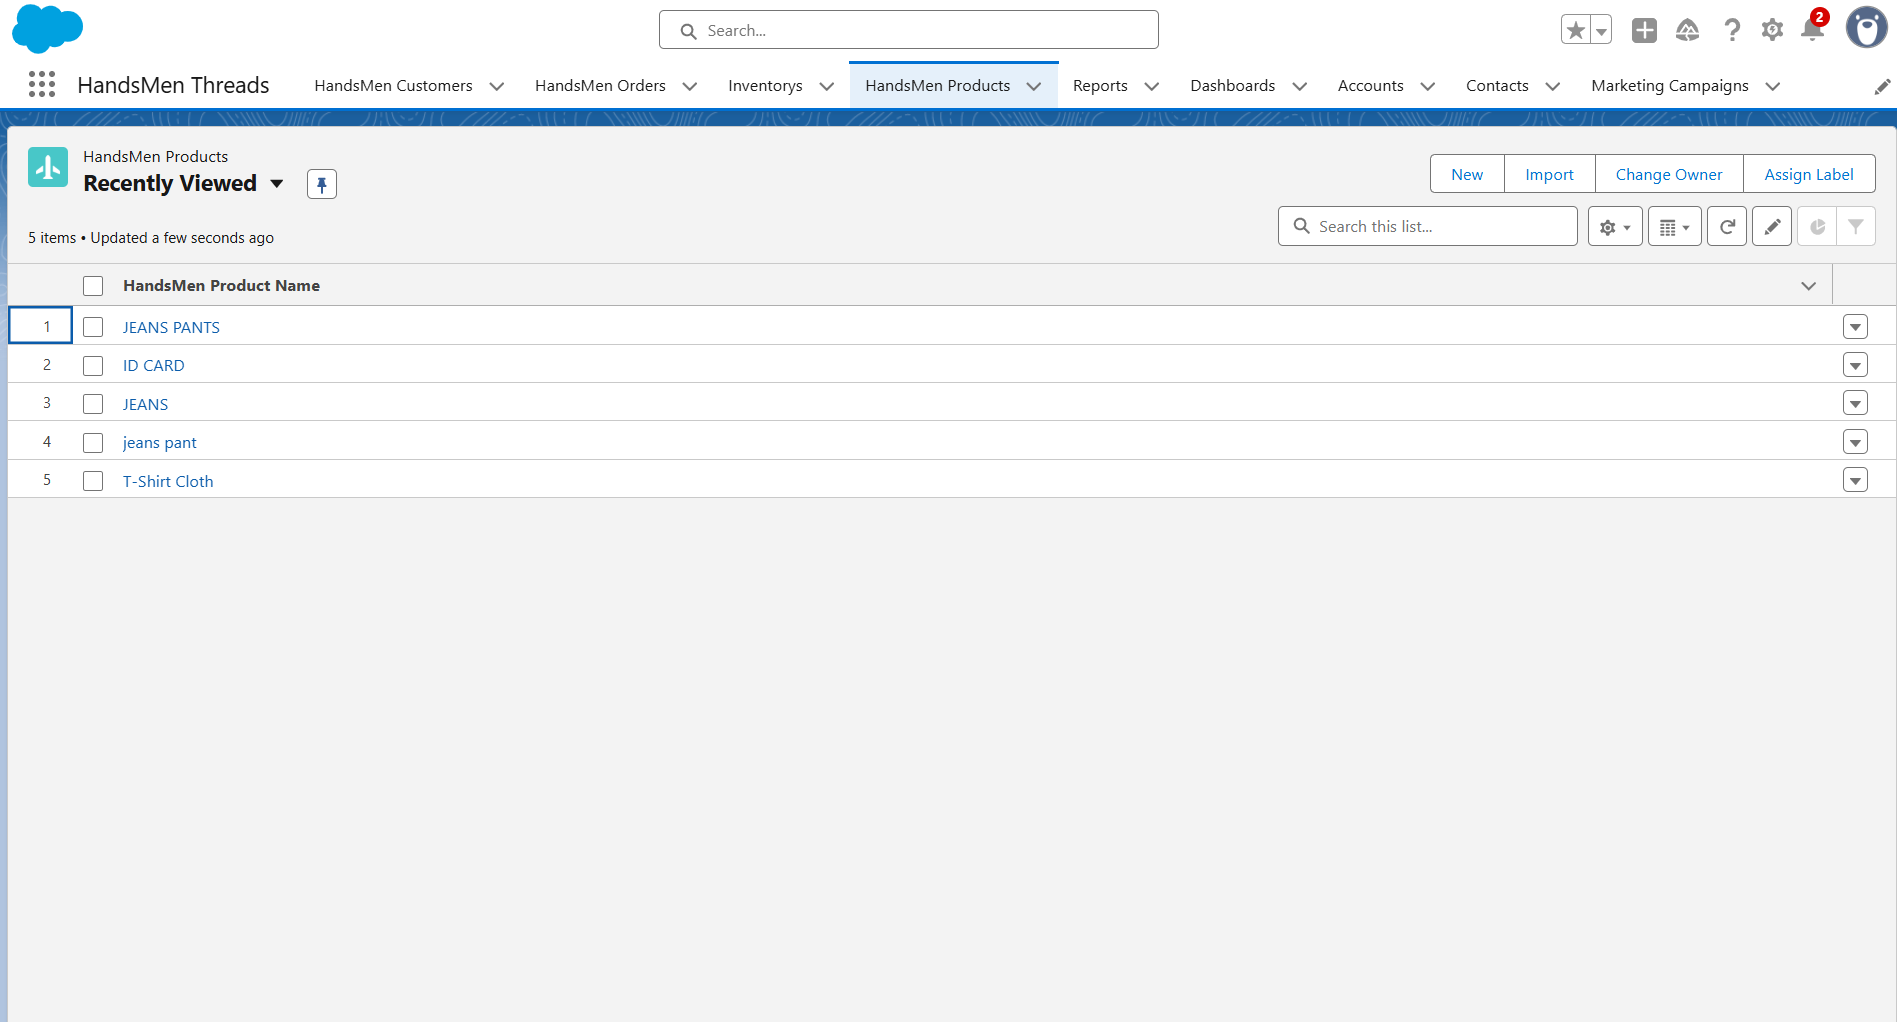 Search...
2
HandsMen Threads
HandsMen Customers
HandsMen Orders
Inventorys
HandsMen Products
Reports
Dashboards
Accounts
Contacts
Marketing Campaigns
HandsMen Products
Recently Viewed
New
Import
Change Owner
Assign Label
5 items • Updated a few seconds ago
Search this list...
HandsMen Product Name
1 JEANS PANTS
2 ID CARD
3 JEANS
4 jeans pant
5 T-Shirt Cloth